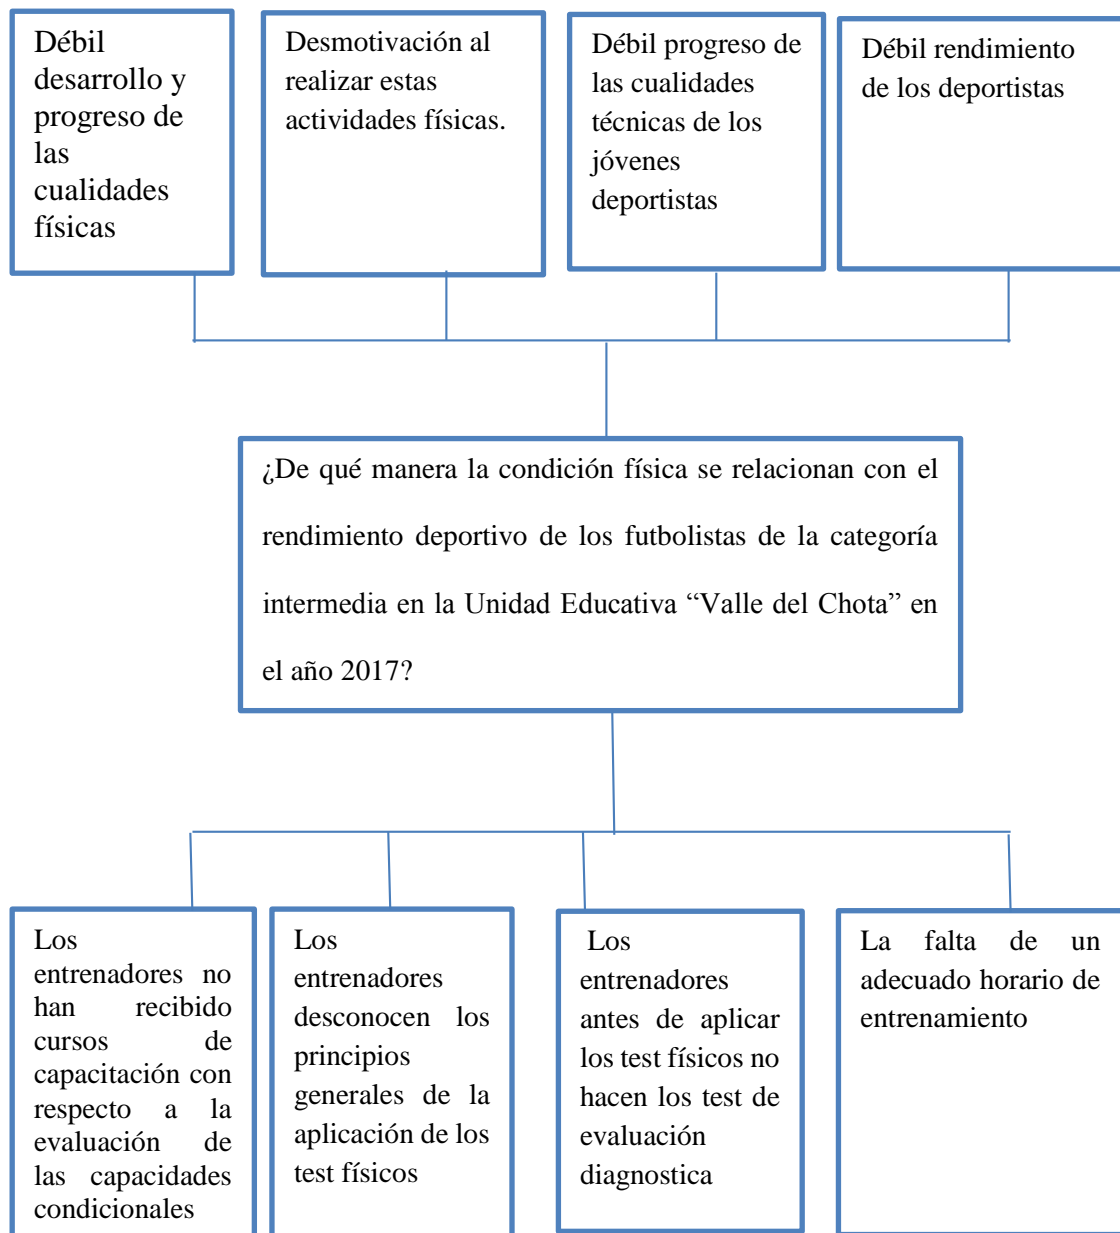 Débil
desarrollo y
progreso de
las
cualidades
físicas
Desmotivación al
realizar estas
actividades físicas.
Débil progreso de
las cualidades
técnicas de los
jóvenes
deportistas
Débil rendimiento
de los deportistas
¿De qué manera la condición física se relacionan con el
rendimiento deportivo de los futbolistas de la categoría
intermedia en la Unidad Educativa “Valle del Chota” en
el año 2017?
Los
entrenadores no
han recibido
cursos de
capacitación con
respecto a la
evaluación de
las capacidades
condicionales
Los
entrenadores
desconocen los
principios
generales de la
aplicación de los
test físicos
Los
entrenadores
antes de aplicar
los test físicos no
hacen los test de
evaluación
diagnostica
La falta de un
adecuado horario de
entrenamiento